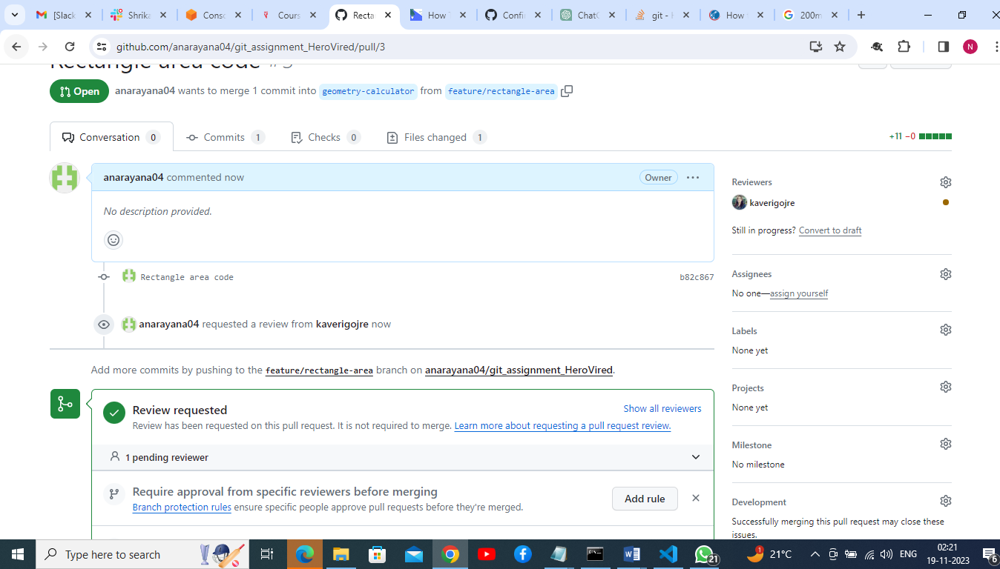 [Slack
Shrika
Conso
Cours
Recta
How T
Confi
ChatG
git - H
How
200m
github.com/anarayana04/git_assignment_HeroVired/pull/3
N
Rectangle area code #3
Open
anarayana04 wants to merge 1 commit into geometry-calculator from feature/rectangle-area
Conversation 0
Commits 1
Checks 0
Files changed 1
+11 −0
anarayana04 commented now
Owner
No description provided.
Rectangle area code
b82c867
anarayana04 requested a review from kaverigojre now
Add more commits by pushing to the feature/rectangle-area branch on anarayana04/git_assignment_HeroVired.
Review requested
Show all reviewers
Review has been requested on this pull request. It is not required to merge. Learn more about requesting a pull request review.
1 pending reviewer
Require approval from specific reviewers before merging
Branch protection rules ensure specific people approve pull requests before they're merged.
Add rule
Reviewers
kaverigojre
Still in progress? Convert to draft
Assignees
No one—assign yourself
Labels
None yet
Projects
None yet
Milestone
No milestone
Development
Successfully merging this pull request may close these
issues.
Type here to search
21
1
21°C
ENG
02:21
19-11-2023
6